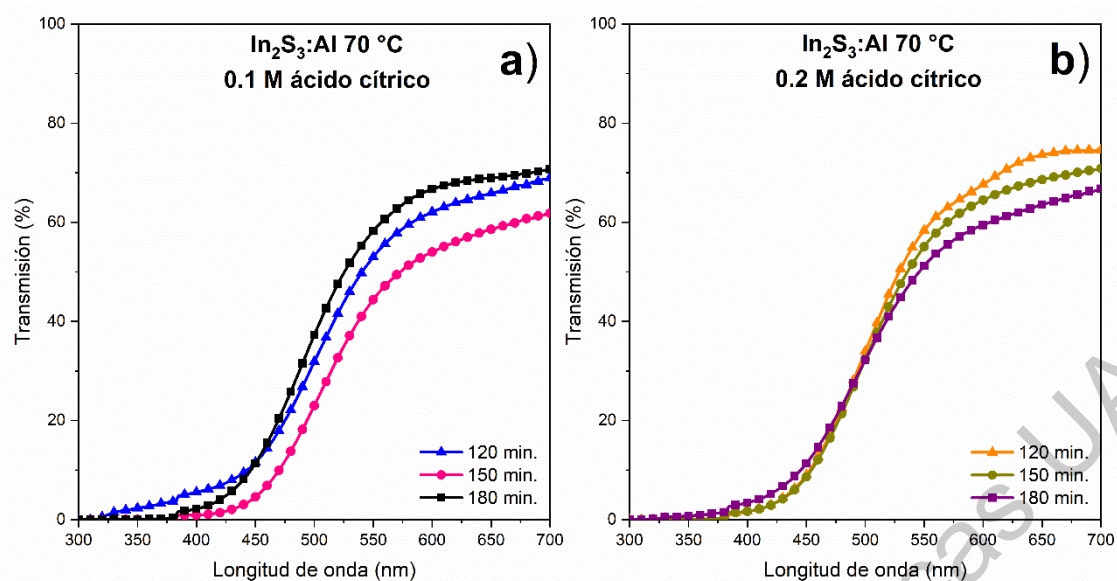 In₂S₃:Al 70 °C
0.1 M ácido cítrico
a)
Transmisión (%)
100
80
60
40
20
0
120 min.
150 min.
180 min.
300 350 400 450 500 550 600 650 700
Longitud de onda (nm)
In₂S₃:Al 70 °C
0.2 M ácido cítrico
b)
Transmisión (%)
100
80
60
40
20
0
120 min.
150 min.
180 min.
300 350 400 450 500 550 600 650 700
Longitud de onda (nm)